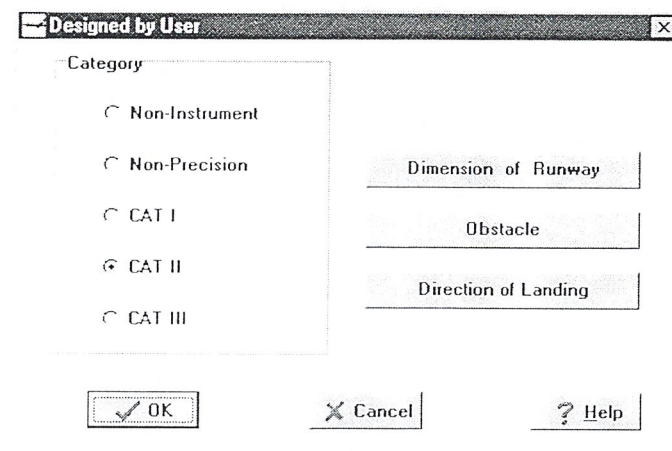 Designed by User
Category
Non-Instrument
Non-Precision
CAT I
CAT II
CAT III
Dimension of Runway
Obstacle
Direction of Landing
OK
Cancel
? Help